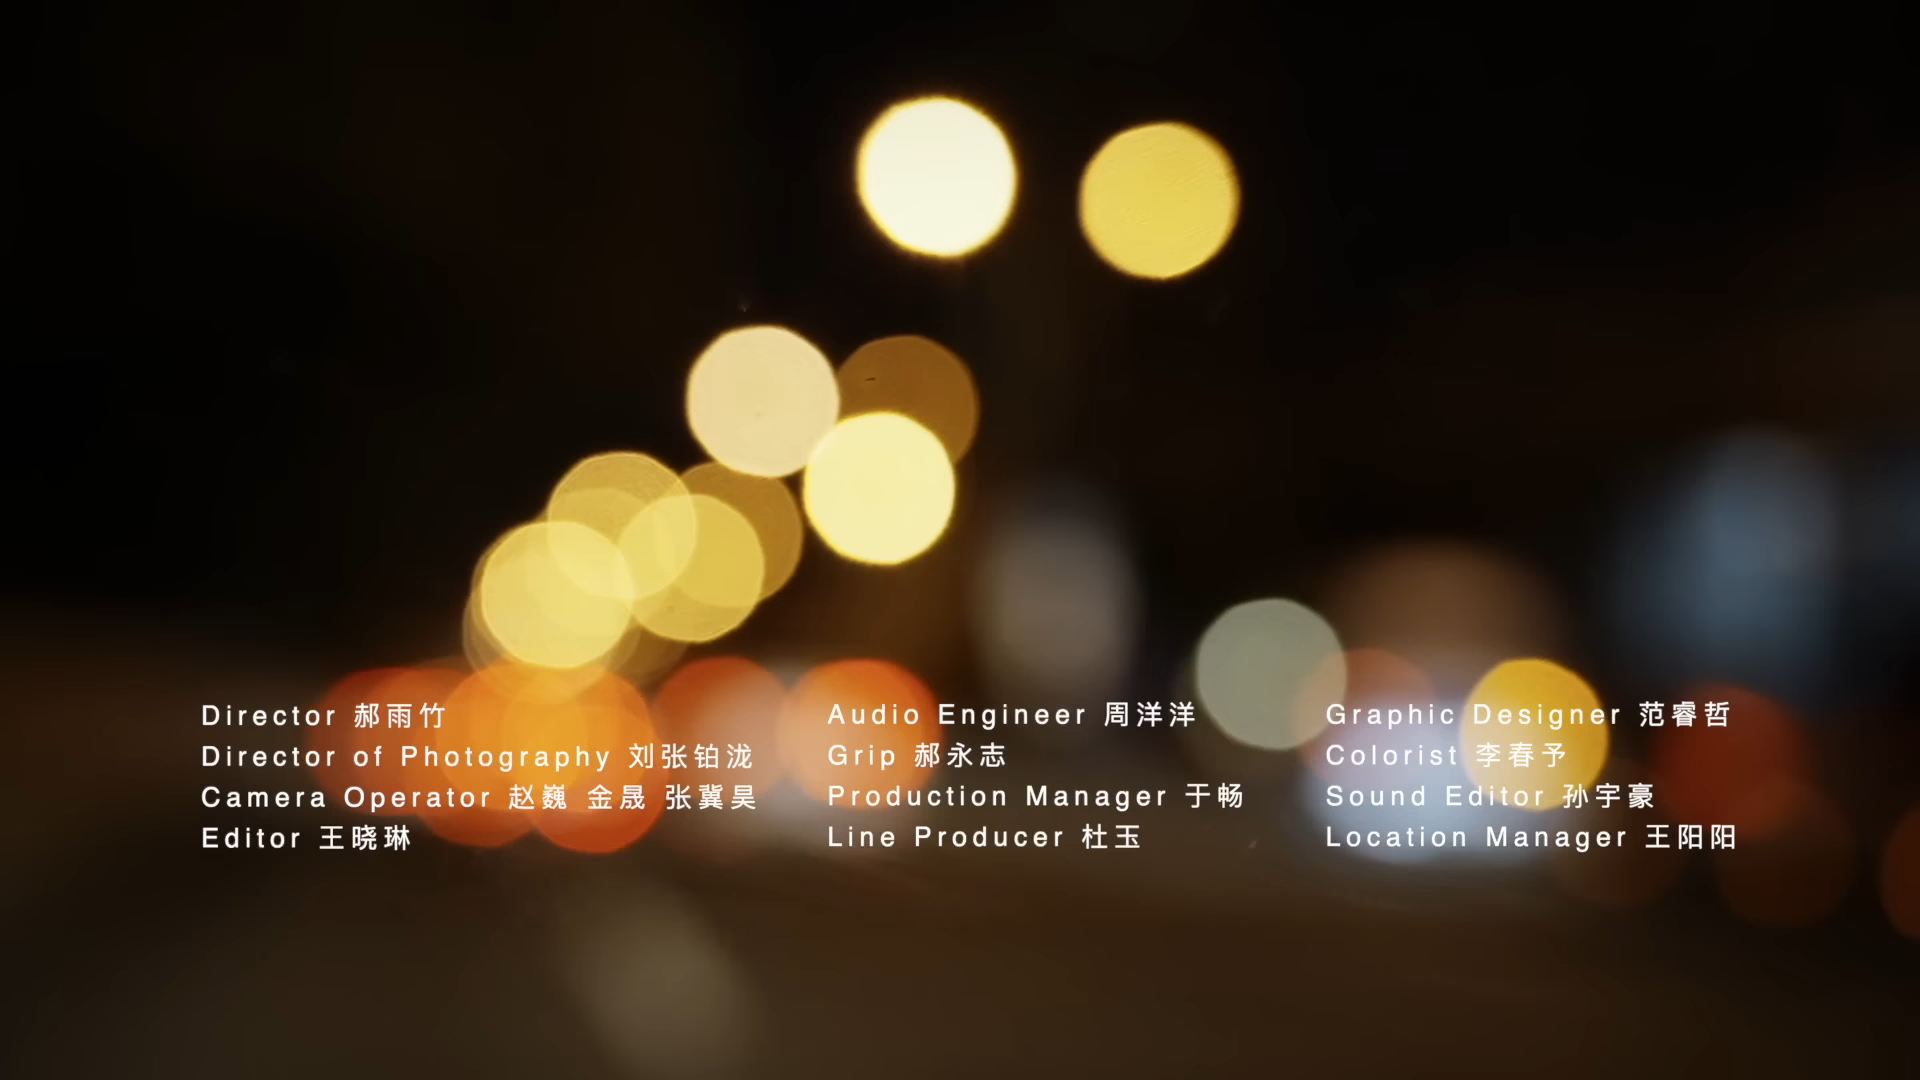 Director 郝雨竹
Director of Photography 刘张铂泷
Camera Operator 赵巍 金晟 张冀昊
Editor 王晓琳
Audio Engineer 周洋洋
Grip 郝永志
Production Manager 于畅
Line Producer 杜玉
Graphic Designer 范睿哲
Colorist 李春予
Sound Editor 孙宇豪
Location Manager 王阳阳